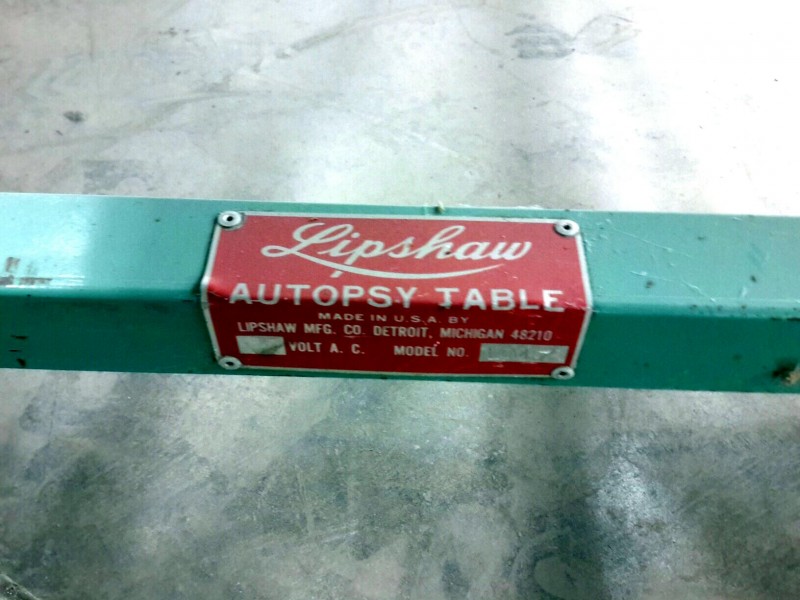 Lipshaw
AUTOPSY TABLE
MADE IN U.S.A. BY
LIPSHAW MFG. CO. DETROIT, MICHIGAN 48210
VOLT A. C. MODEL NO.